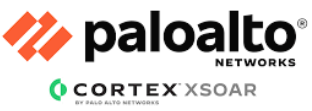 paloalto®
NETWORKS
CORTEX XSOAR
BY PALO ALTO NETWORKS